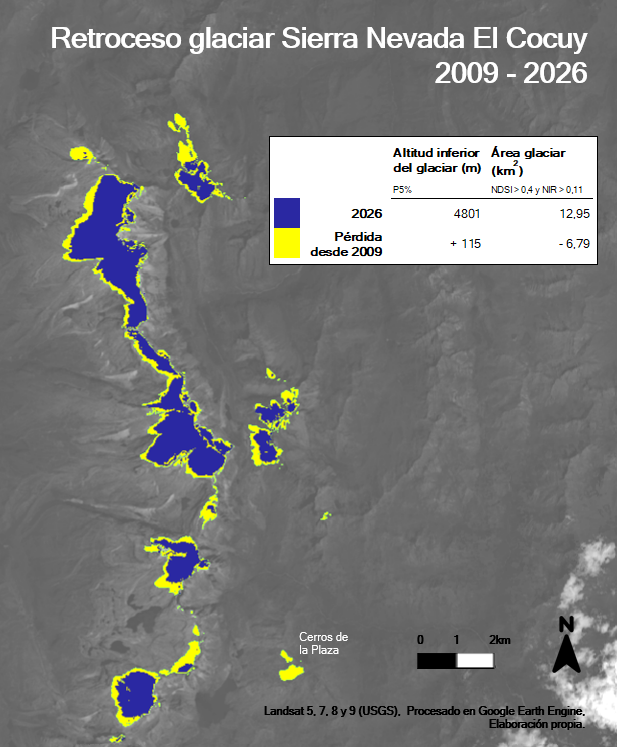 Retroceso glaciar Sierra Nevada El Cocuy
2009 - 2026
Altitud inferior del glaciar (m)
Área glaciar (km²)
P5%
NDSI > 0,4 y NIR > 0,11
2026 4801 12,95
Pérdida desde 2009 + 115 - 6,79
Cerros de
la Plaza
0 1 2km
N
Landsat 5, 7, 8 y 9 (USGS), Procesado en Google Earth Engine,
Elaboración propia.